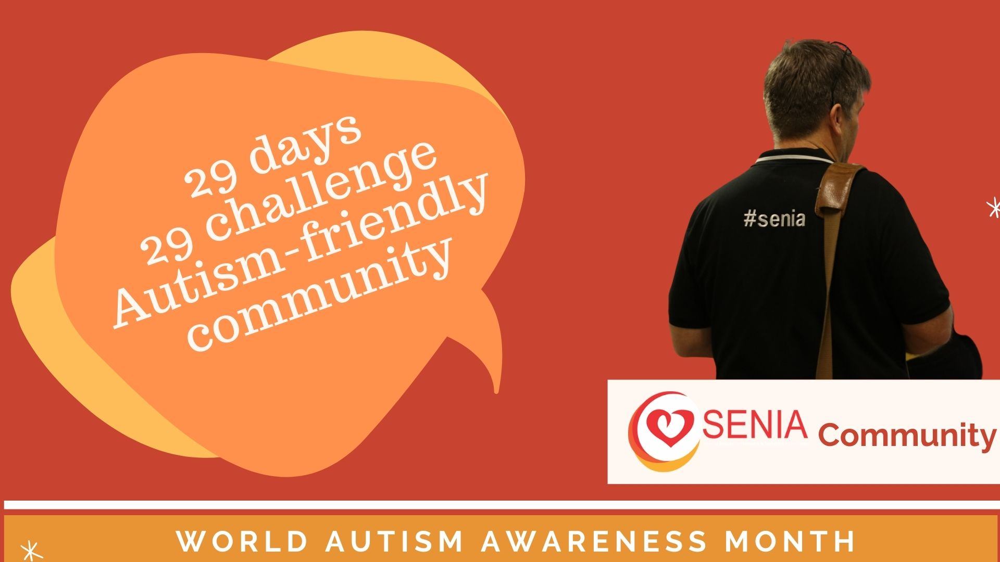 29 days
29 challenge
Autism-friendly
community
#senia
SENIA Community
WORLD AUTISM AWARENESS MONTH